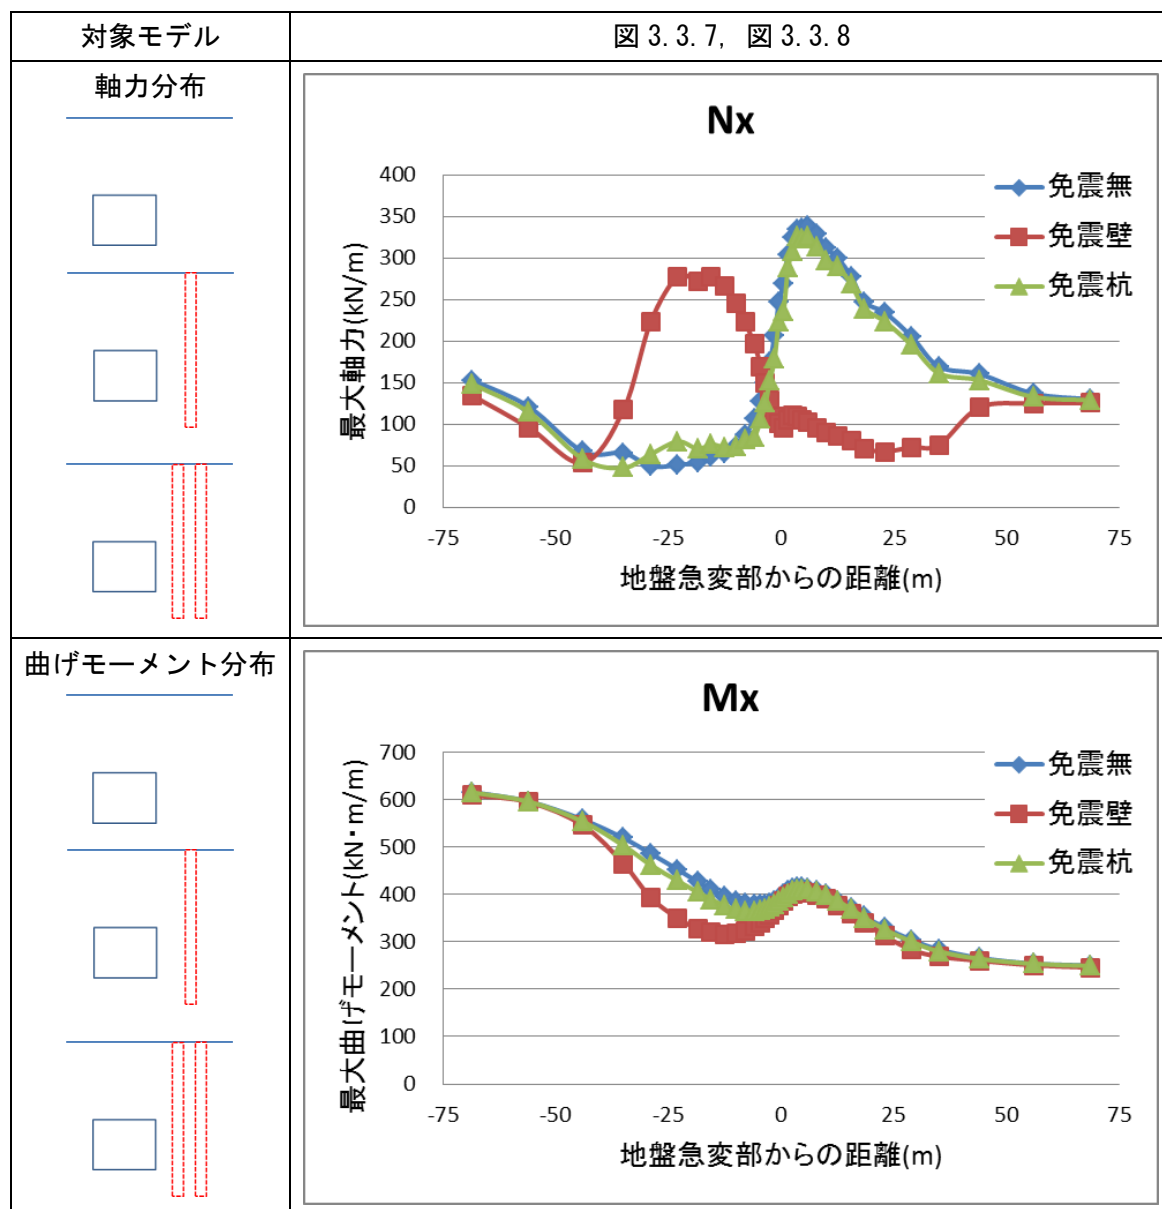 対象モデル
図 3.3.7, 図 3.3.8
軸力分布
Nx
最大軸力(kN/m)
400
350
300
250
200
150
100
50
0
-75 -50 -25 0 25 50 75
地盤急変部からの距離(m)
免震無
免震壁
免震杭
曲げモーメント分布
Mx
最大曲げモーメント(kN・m/m)
700
600
500
400
300
200
100
0
-75 -50 -25 0 25 50 75
地盤急変部からの距離(m)
免震無
免震壁
免震杭